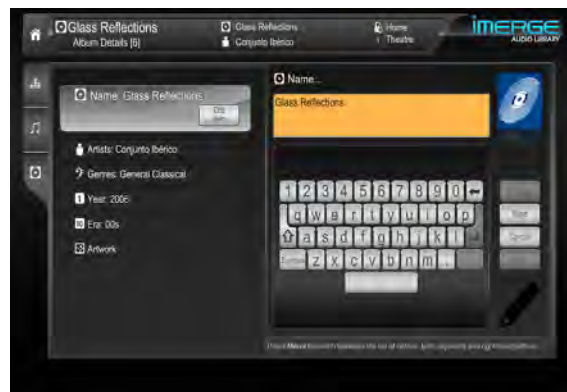 Glass Reflections
Album Details [6]
Glass Reflections
Conjunto Ibérico
Home
Theatre
imerge
AUDIO LIBRARY
Name: Glass Reflections
Artists: Conjunto Ibérico
Genres: General Classical
Year: 2006
Era: 00s
Artwork
Name...
Glass Reflections
1 2 3 4 5 6 7 8 9 0
q w e r t y u i o p
a s d f g h j k l
z x c v b n m . .
Cancel